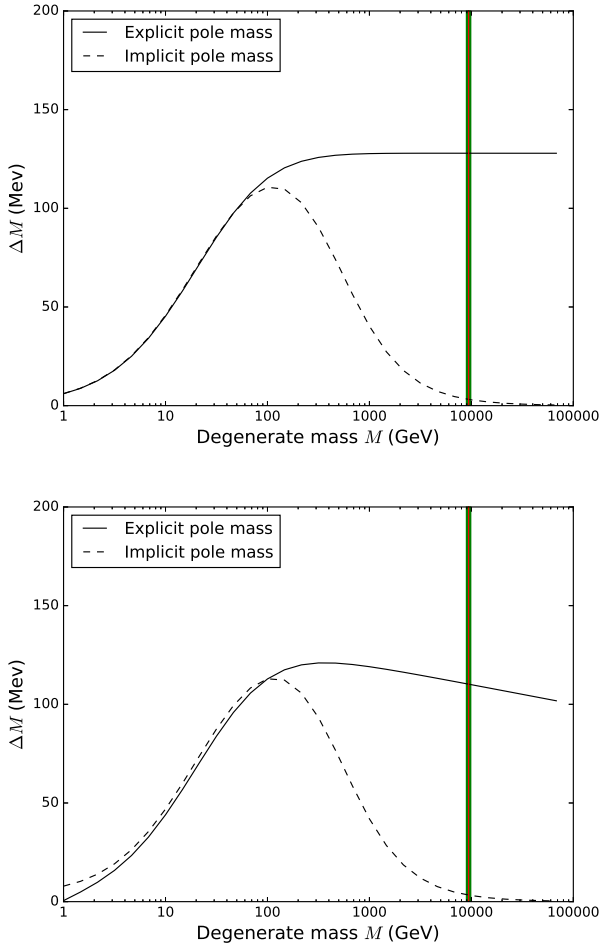 200
Explicit pole mass
Implicit pole mass
150
100
50
0
ΔM (Mev)
1 10 100 1000 10000 100000
Degenerate mass M (GeV)
200
Explicit pole mass
Implicit pole mass
150
100
50
0
ΔM (Mev)
1 10 100 1000 10000 100000
Degenerate mass M (GeV)